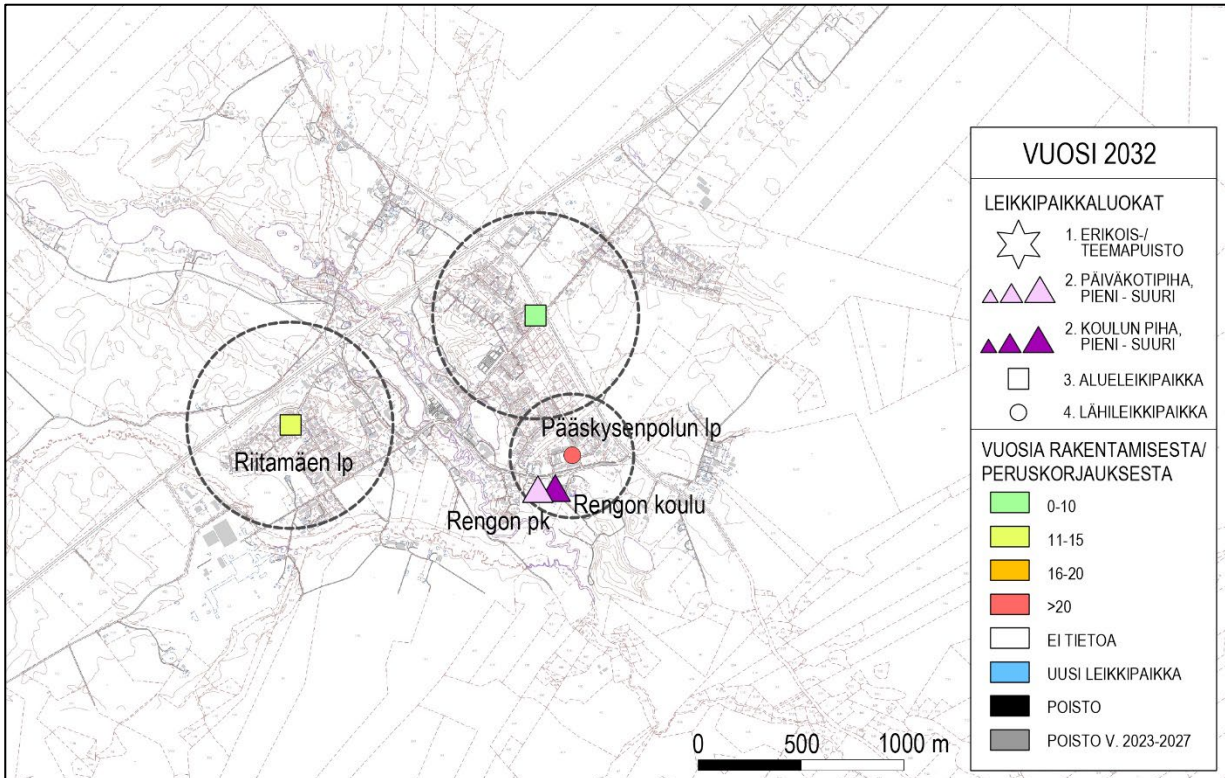 VUOSI 2032
LEIKKIPAIKKALUOKAT
1. ERIKOIS-/
TEEMAPUISTO
2. PÄIVÄKOTIPIHA,
PIENI - SUURI
2. KOULUN PIHA,
PIENI - SUURI
3. ALUELEIKIPAIKKA
4. LÄHILEIKKIPAIKKA
VUOSIA RAKENTAMISESTA/
PERUSKORJAUKSESTA
0-10
11-15
16-20
>20
EI TIETOA
UUSI LEIKKIPAIKKA
POISTO
POISTO V. 2023-2027
Pääskysenpolun lp
Riitamäen lp
Rengon koulu
Rengon pk
0 500 1000 m